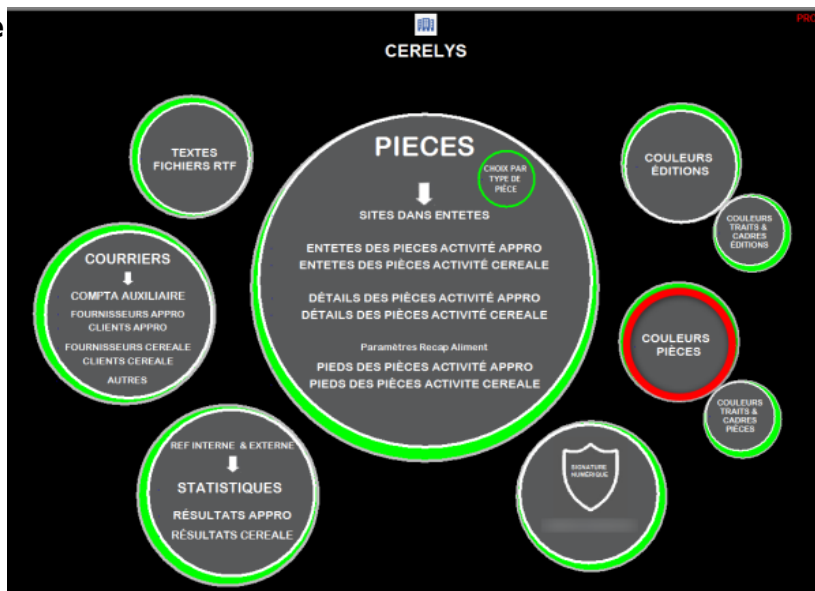 e
PRO
CERELYS
TEXTES
FICHIERS RTF
PIECES
CHOIX PAR
TYPE DE
PIÈCE
SITES DANS ENTETES
ENTETES DES PIECES ACTIVITÉ APPRO
ENTETES DES PIÈCES ACTIVITÉ CEREALE
DÉTAILS DES PIÈCES ACTIVITÉ APPRO
DÉTAILS DES PIÈCES ACTIVITÉ CEREALE
Paramètres Recap Aliment
PIEDS DES PIÈCES ACTIVITÉ APPRO
PIEDS DES PIÈCES ACTIVITE CEREALE
COULEURS
ÉDITIONS
COULEURS
TRAITS &
CADRES
ÉDITIONS
COURRIERS
COMPTA AUXILIAIRE
FOURNISSEURS APPRO
CLIENTS APPRO
FOURNISSEURS CEREALE
CLIENTS CEREALE
AUTRES
COULEURS
PIÈCES
COULEURS
TRAITS &
CADRES
PIÈCES
REF INTERNE & EXTERNE
STATISTIQUES
RÉSULTATS APPRO
RÉSULTATS CEREALE
SIGNATURE
NUMÉRIQUE